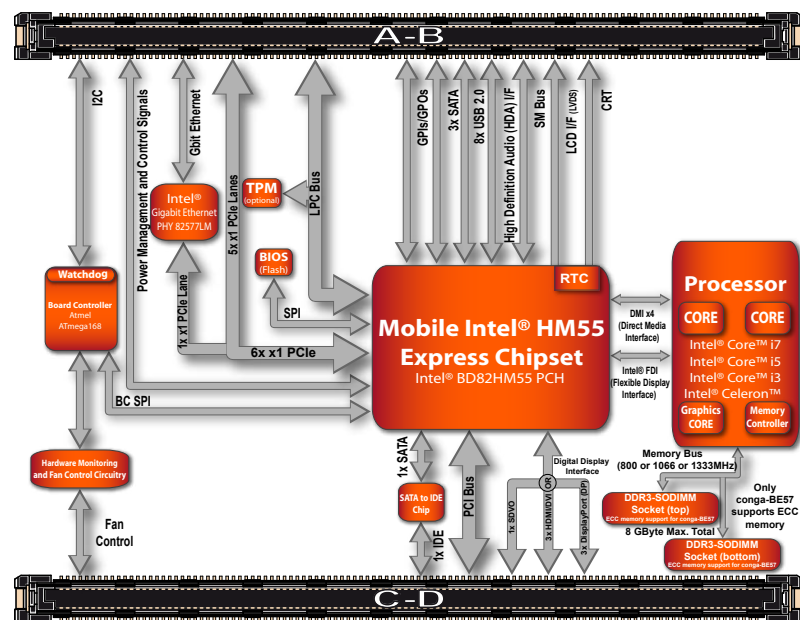 A-B
I2C
Power Management and Control Signals
Gbit Ethernet
5x x1 PCIe Lanes
LPC Bus
GPIs/GPOs
3x SATA
8x USB 2.0
High Definition Audio (HDA) I/F
SM Bus
LCD I/F (LVDS)
CRT
Intel®
Gigabit Ethernet
PHY 82577LM
TPM
(optional)
BIOS
(Flash)
SPI
1x x1 PCIe Lane
6x x1 PCIe
Watchdog
Board Controller
Atmel
ATmega168
BC SPI
RTC
Mobile Intel® HM55
Express Chipset
Intel® BD82HM55 PCH
DMI x4
(Direct Media
Interface)
Intel® FDI
(Flexible Display
Interface)
Processor
CORE
CORE
Intel® Core™ i7
Intel® Core™ i5
Intel® Core™ i3
Intel® Celeron™
Graphics
CORE
Memory
Controller
Hardware Monitoring
and Fan Control Circuitry
Fan
Control
1x SATA
SATA to IDE
Chip
1x IDE
PCI Bus
Digital Display
Interface
OR
1x SDVO
3x HDMI/DVI
3x DisplayPort (DP)
Memory Bus
(800 or 1066 or 1333MHz)
DDR3-SODIMM
Socket (top)
ECC memory support for conga-BE57
8 GByte Max. Total
Only
conga-BE57
supports ECC
memory
DDR3-SODIMM
Socket (bottom)
ECC memory support for conga-BE57
C-D